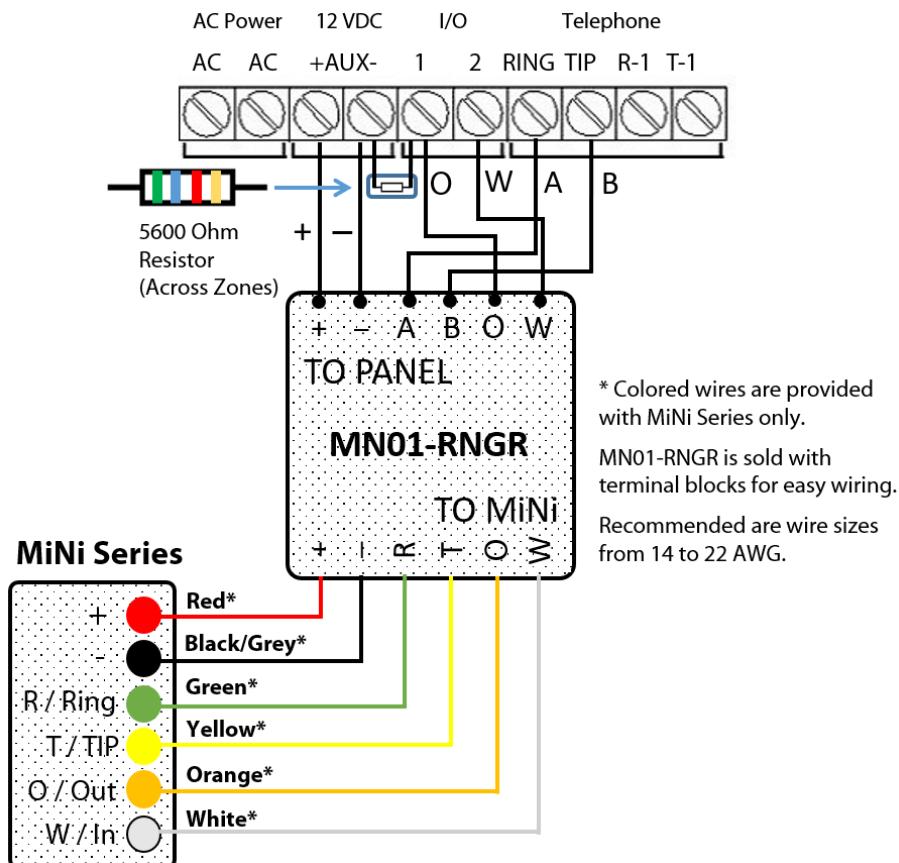 AC Power 12 VDC I/O Telephone
AC AC +AUX- 1 2 RING TIP R-1 T-1
O W A B
5600 Ohm
Resistor
(Across Zones)
+ –
+ – A B O W
TO PANEL
MN01-RNGR
TO MiNi
+ – R T O W
* Colored wires are provided
with MiNi Series only.
MN01-RNGR is sold with
terminal blocks for easy wiring.
Recommended are wire sizes
from 14 to 22 AWG.
MiNi Series
+ Red*
- Black/Grey*
R / Ring Green*
T / TIP Yellow*
O / Out Orange*
W / In White*